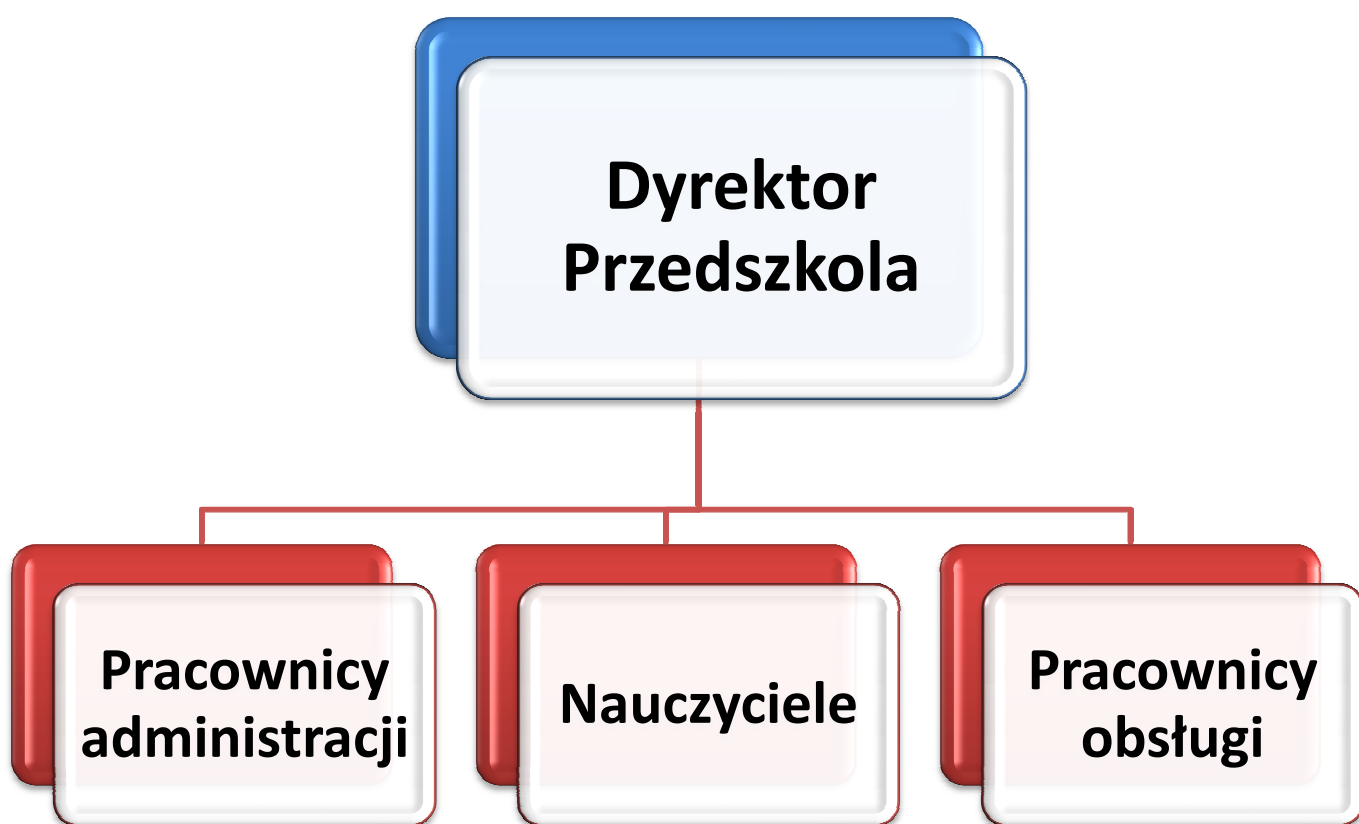 Dyrektor
Przedszkola
Pracownicy
administracji
Nauczyciele
Pracownicy
obsługi